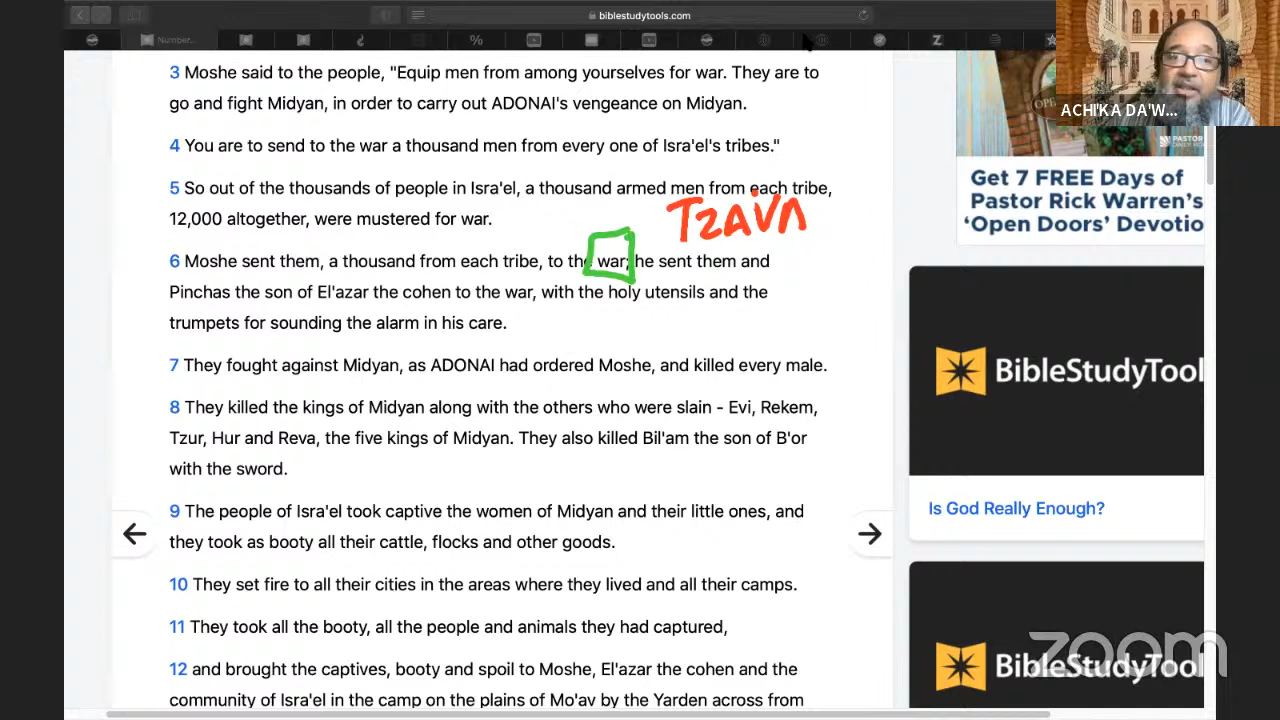 biblestudytools.com
Number...
3 Moshe said to the people, "Equip men from among yourselves for war. They are to
go and fight Midyan, in order to carry out ADONAI's vengeance on Midyan.
4 You are to send to the war a thousand men from every one of Isra'el's tribes."
5 So out of the thousands of people in Isra'el, a thousand armed men from each tribe,
12,000 altogether, were mustered for war.
TZAiVA
6 Moshe sent them, a thousand from each tribe, to the war; he sent them and
Pinchas the son of El'azar the cohen to the war, with the holy utensils and the
trumpets for sounding the alarm in his care.
7 They fought against Midyan, as ADONAI had ordered Moshe, and killed every male.
8 They killed the kings of Midyan along with the others who were slain - Evi, Rekem,
Tzur, Hur and Reva, the five kings of Midyan. They also killed Bil'am the son of B'or
with the sword.
9 The people of Isra'el took captive the women of Midyan and their little ones, and
they took as booty all their cattle, flocks and other goods.
10 They set fire to all their cities in the areas where they lived and all their camps.
11 They took all the booty, all the people and animals they had captured,
12 and brought the captives, booty and spoil to Moshe, El'azar the cohen and the
community of Isra'el in the camp on the plains of Mo'av by the Yarden across from
ACHI'KA DA'W...
PASTOR
Get 7 FREE Days of
Pastor Rick Warren's
'Open Doors' Devotio
BibleStudyTool
Is God Really Enough?
BibleStudyTool
zoom